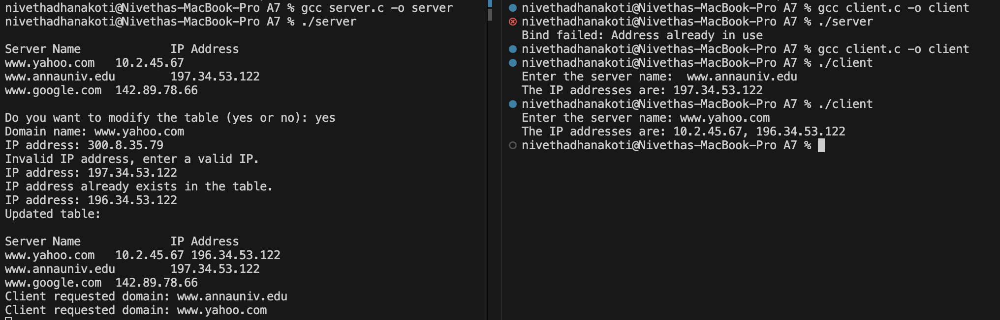 nivethadhanakoti@Nivethas-MacBook-Pro A7 % gcc server.c -o server
nivethadhanakoti@Nivethas-MacBook-Pro A7 % ./server
Server Name IP Address
www.yahoo.com 10.2.45.67
www.annauniv.edu 197.34.53.122
www.google.com 142.89.78.66
Do you want to modify the table (yes or no): yes
Domain name: www.yahoo.com
IP address: 300.8.35.79
Invalid IP address, enter a valid IP.
IP address: 197.34.53.122
IP address already exists in the table.
IP address: 196.34.53.122
Updated table:
Server Name IP Address
www.yahoo.com 10.2.45.67 196.34.53.122
www.annauniv.edu 197.34.53.122
www.google.com 142.89.78.66
Client requested domain: www.annauniv.edu
Client requested domain: www.yahoo.com
nivethadhanakoti@Nivethas-MacBook-Pro A7 % gcc client.c -o client
nivethadhanakoti@Nivethas-MacBook-Pro A7 % ./server
Bind failed: Address already in use
nivethadhanakoti@Nivethas-MacBook-Pro A7 % gcc client.c -o client
nivethadhanakoti@Nivethas-MacBook-Pro A7 % ./client
Enter the server name: www.annauniv.edu
The IP addresses are: 197.34.53.122
nivethadhanakoti@Nivethas-MacBook-Pro A7 % ./client
Enter the server name: www.yahoo.com
The IP addresses are: 10.2.45.67, 196.34.53.122
nivethadhanakoti@Nivethas-MacBook-Pro A7 %